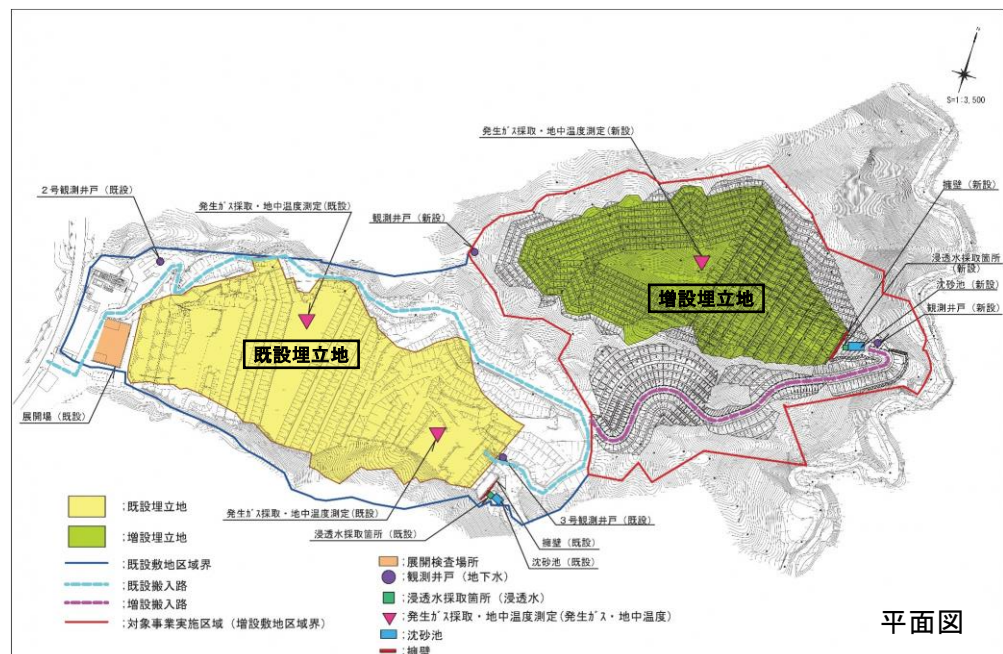 N
S=1:3,500
発生ｶﾞｽ採取・地中温度測定(新設)
２号観測井戸（既設）
発生ｶﾞｽ採取・地中温度測定(既設)
観測井戸（新設）
擁壁（新設）
浸透水採取箇所
（新設）
沈砂池（新設）
観測井戸（新設）
増設埋立地
既設埋立地
展開場（既設）
発生ｶﾞｽ採取・地中温度測定(既設)
浸透水採取箇所（既設）
３号観測井戸（既設）
擁壁（既設）
沈砂池（既設）
:既設埋立地
:増設埋立地
:既設敷地区域界
:既設搬入路
:増設搬入路
:対象事業実施区域（増設敷地区域界）
:展開検査場所
:観測井戸（地下水）
:浸透水採取箇所（浸透水）
:発生ガス採取・地中温度測定(発生ガス・地中温度)
:沈砂池
:擁壁
平面図